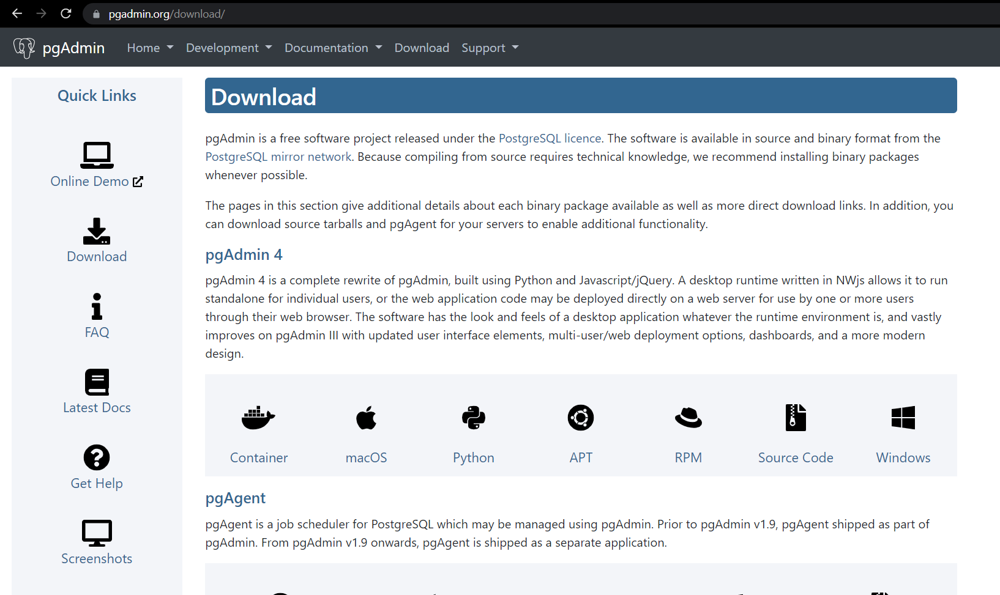 pgadmin.org/download/
pgAdmin Home Development Documentation Download Support
Quick Links
Online Demo
Download
FAQ
Latest Docs
Get Help
Screenshots
Download
pgAdmin is a free software project released under the PostgreSQL licence. The software is available in source and binary format from the
PostgreSQL mirror network. Because compiling from source requires technical knowledge, we recommend installing binary packages
whenever possible.
The pages in this section give additional details about each binary package available as well as more direct download links. In addition, you
can download source tarballs and pgAgent for your servers to enable additional functionality.
pgAdmin 4
pgAdmin 4 is a complete rewrite of pgAdmin, built using Python and Javascript/jQuery. A desktop runtime written in NWjs allows it to run
standalone for individual users, or the web application code may be deployed directly on a web server for use by one or more users
through their web browser. The software has the look and feels of a desktop application whatever the runtime environment is, and vastly
improves on pgAdmin III with updated user interface elements, multi-user/web deployment options, dashboards, and a more modern
design.
Container macOS Python APT RPM Source Code Windows
pgAgent
pgAgent is a job scheduler for PostgreSQL which may be managed using pgAdmin. Prior to pgAdmin v1.9, pgAgent shipped as part of
pgAdmin. From pgAdmin v1.9 onwards, pgAgent is shipped as a separate application.